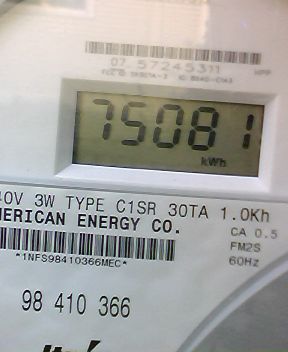 07 57245311
75081
kWh
40V 3W TYPE C1SR 30TA 1.0Kh
MERICAN ENERGY CO.
CA 0.5
FM2S
60Hz
*1NFS98410366MEC*
98 410 366